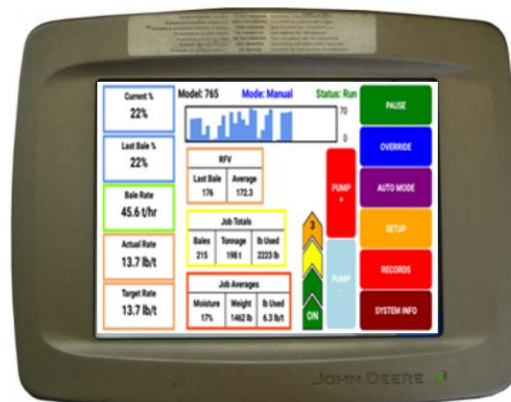 Model: 765
Mode: Manual
Status: Run
Current %
22%
Last Bale %
22%
Bale Rate
45.6 t/hr
Actual Rate
13.7 lb/t
Target Rate
13.7 lb/t
70
0
RFV
Last Bale Average
176 172.3
Job Totals
Bales Tonnage lb Used
215 198 t 2223 lb
Job Averages
Moisture Weight lb Used
17% 1462 lb 6.3 lb/t
3
ON
PUMP
+
PUMP
-
PAUSE
OVERRIDE
AUTO MODE
SETUP
RECORDS
SYSTEM INFO
JOHN DEERE